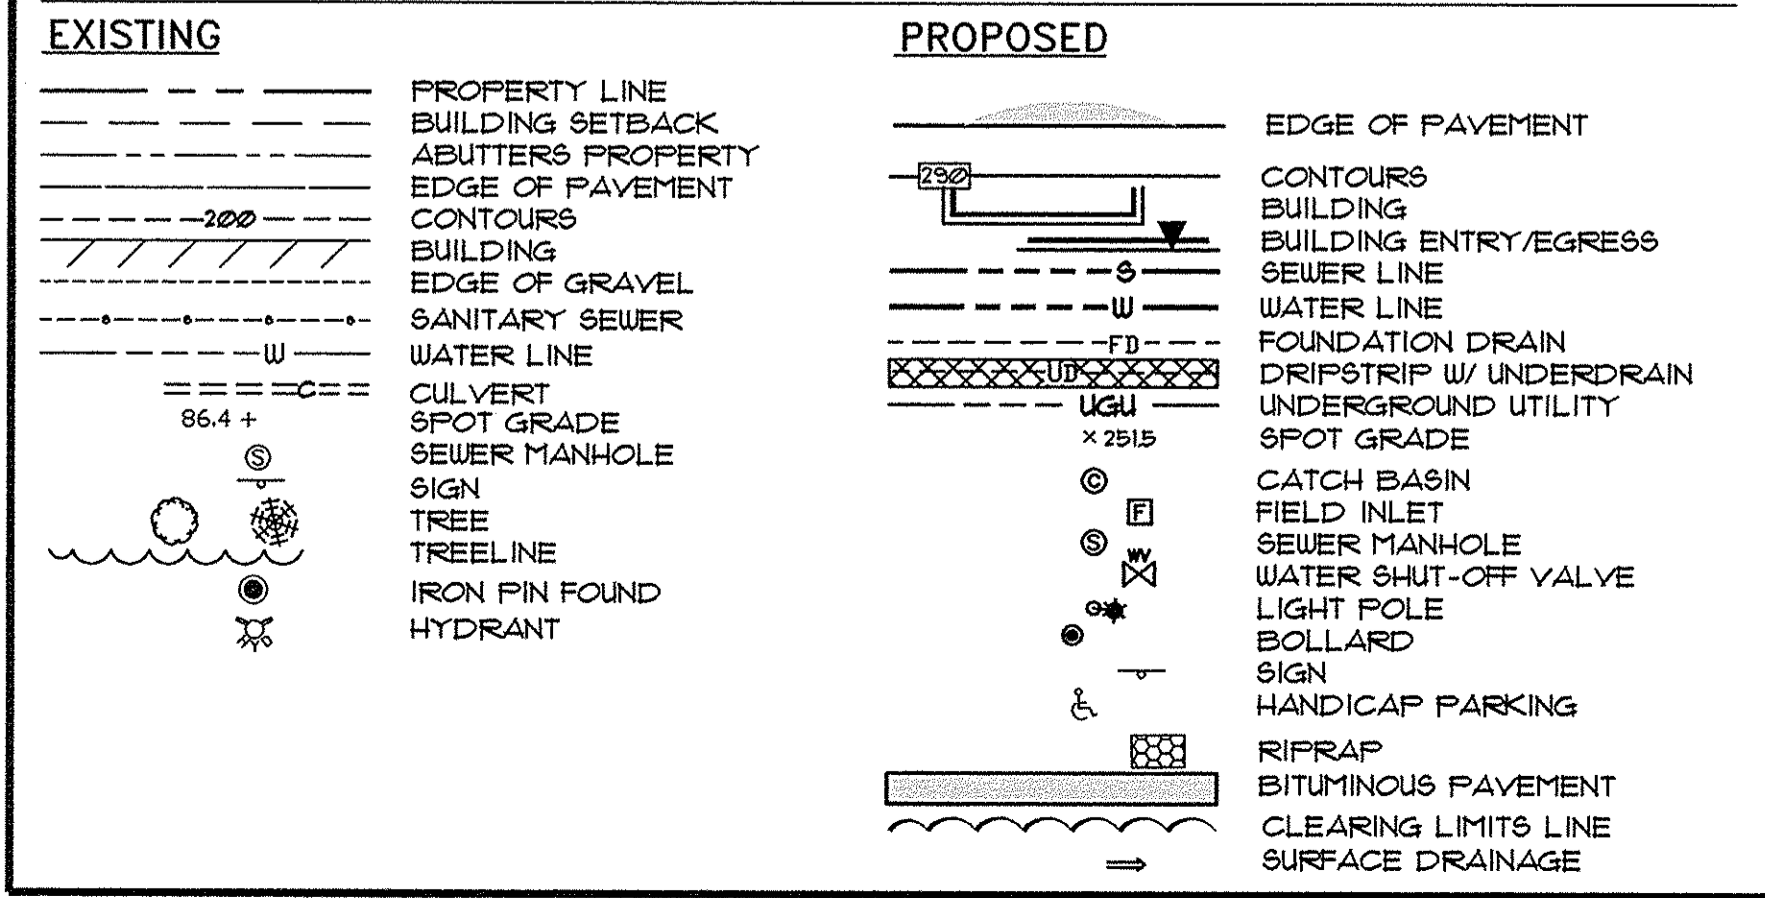 EXISTING
PROPERTY LINE
BUILDING SETBACK
ABUTTERS PROPERTY
EDGE OF PAVEMENT
200 CONTOURS
BUILDING
EDGE OF GRAVEL
SANITARY SEWER
W WATER LINE
C CULVERT
86.4 + SPOT GRADE
S SEWER MANHOLE
SIGN
TREE
TREELINE
IRON PIN FOUND
HYDRANT
PROPOSED
EDGE OF PAVEMENT
290 CONTOURS
BUILDING
BUILDING ENTRY/EGRESS
S SEWER LINE
W WATER LINE
FD FOUNDATION DRAIN
UD DRIPSTRIP W/ UNDERDRAIN
UGU UNDERGROUND UTILITY
× 251.5 SPOT GRADE
C CATCH BASIN
F FIELD INLET
S SEWER MANHOLE
WV WATER SHUT-OFF VALVE
LIGHT POLE
BOLLARD
SIGN
HANDICAP PARKING
RIPRAP
BITUMINOUS PAVEMENT
CLEARING LIMITS LINE
SURFACE DRAINAGE